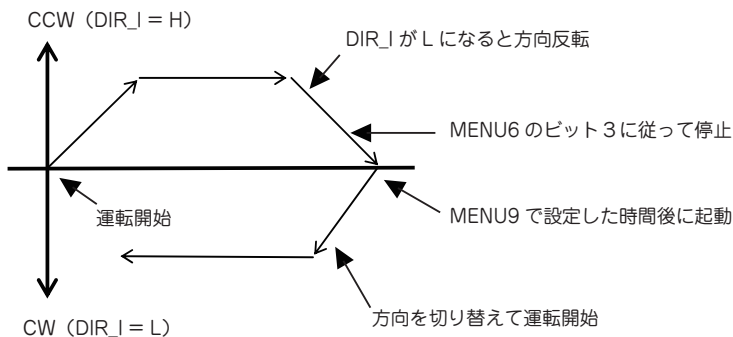 CCW（DIR_I = H）
DIR_I が L になると方向反転
MENU6 のビット 3 に従って停止
運転開始
MENU9 で設定した時間後に起動
方向を切り替えて運転開始
CW（DIR_I = L）